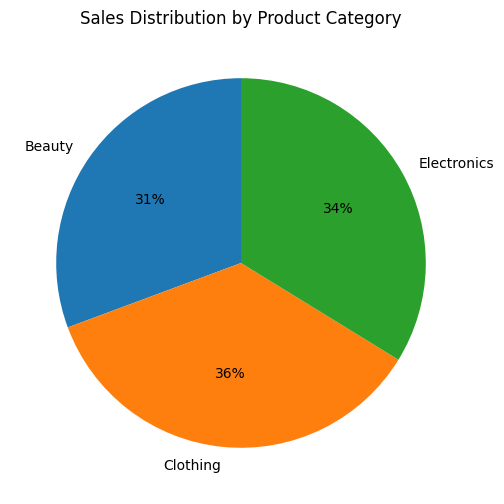 Sales Distribution by Product Category
Beauty
Electronics
31%
34%
36%
Clothing